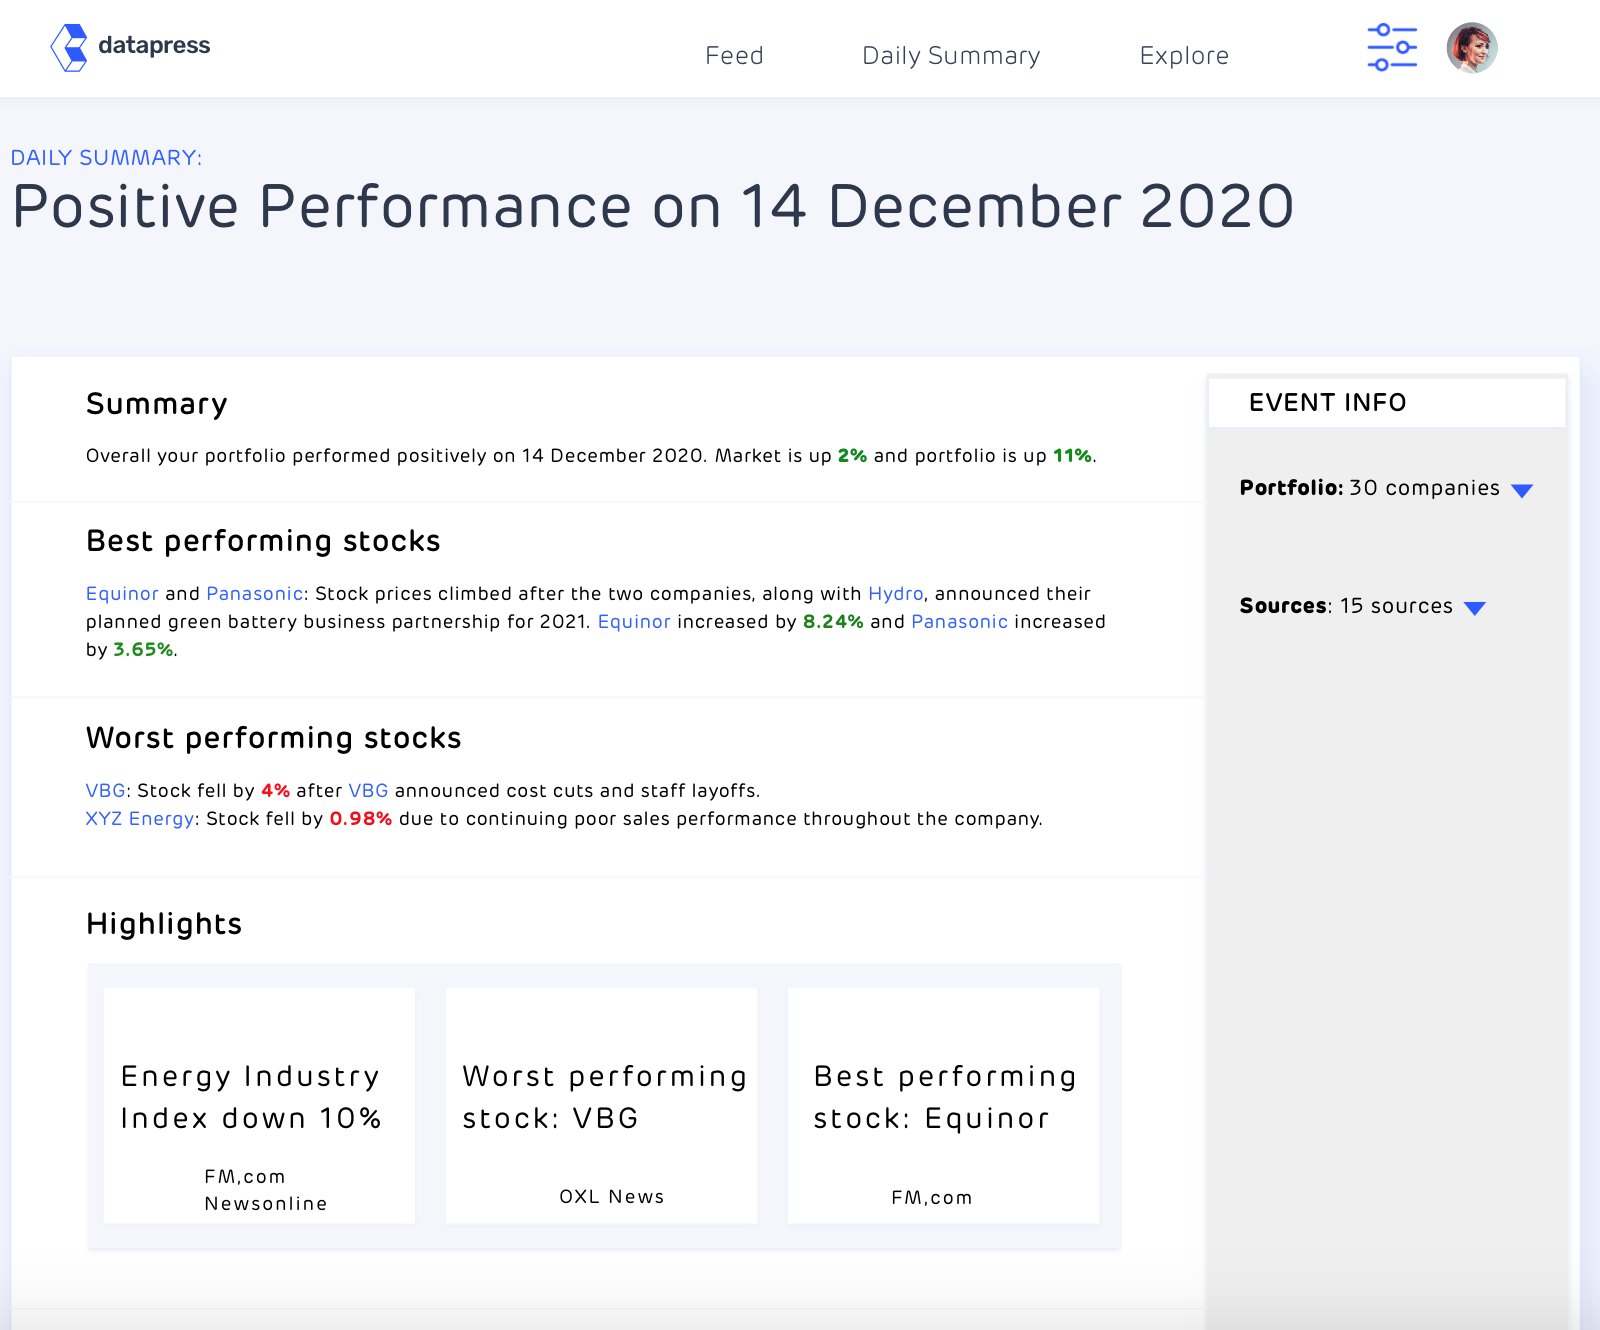 datapress
Feed
Daily Summary
Explore
DAILY SUMMARY:
Positive Performance on 14 December 2020
Summary
Overall your portfolio performed positively on 14 December 2020. Market is up 2% and portfolio is up 11%.
Best performing stocks
Equinor and Panasonic: Stock prices climbed after the two companies, along with Hydro, announced their
planned green battery business partnership for 2021. Equinor increased by 8.24% and Panasonic increased
by 3.65%.
Worst performing stocks
VBG: Stock fell by 4% after VBG announced cost cuts and staff layoffs.
XYZ Energy: Stock fell by 0.98% due to continuing poor sales performance throughout the company.
Highlights
Energy Industry
Index down 10%
FM,com
Newsonline
Worst performing
stock: VBG
OXL News
Best performing
stock: Equinor
FM,com
EVENT INFO
Portfolio: 30 companies
Sources: 15 sources